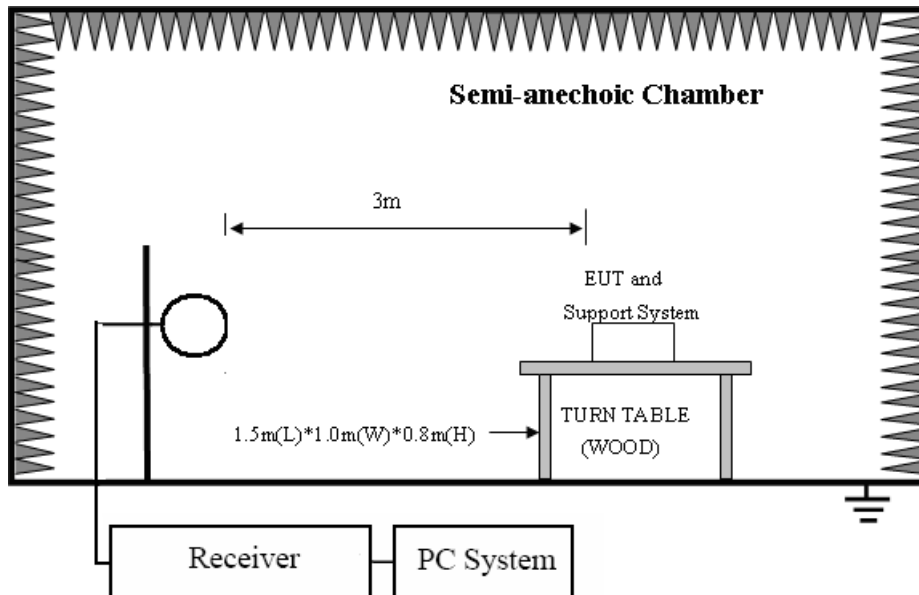 Semi-anechoic Chamber
3m
EUT and
Support System
1.5m(L)*1.0m(W)*0.8m(H)
TURN TABLE
(WOOD)
Receiver
PC System